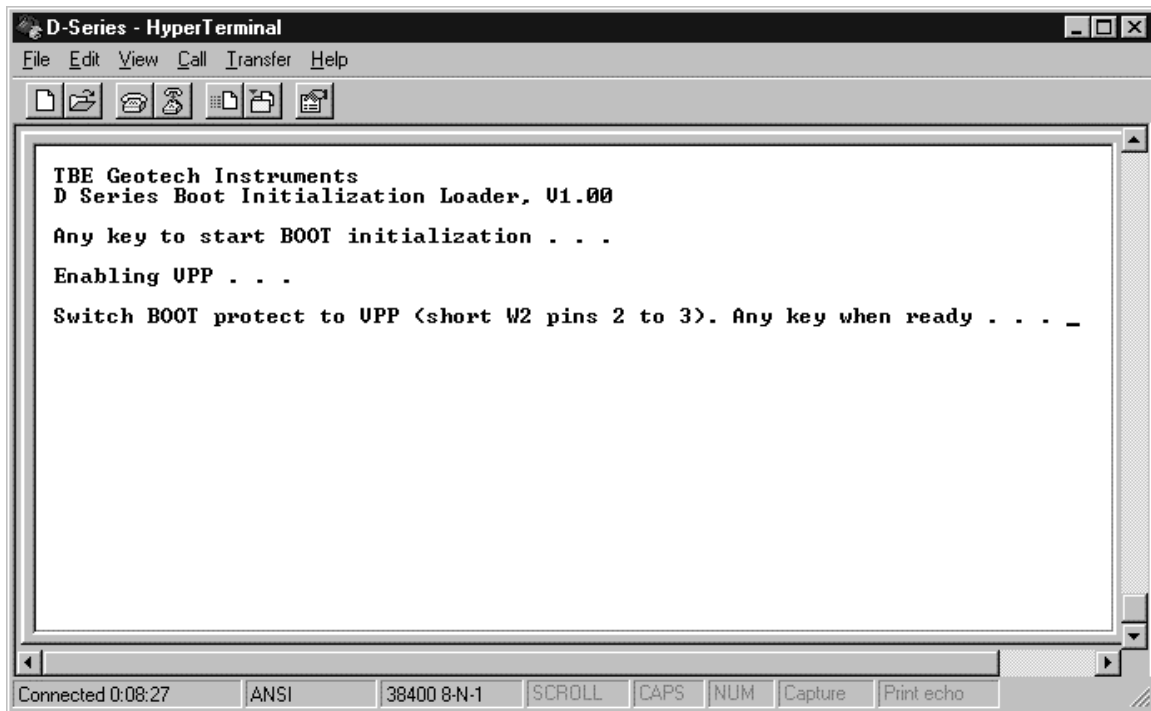 D-Series - HyperTerminal
File Edit View Call Transfer Help
TBE Geotech Instruments
D Series Boot Initialization Loader, V1.00
Any key to start BOOT initialization . . .
Enabling VPP . . .
Switch BOOT protect to VPP (short W2 pins 2 to 3). Any key when ready . . . _
Connected 0:08:27 ANSI 38400 8-N-1 SCROLL CAPS NUM Capture Print echo